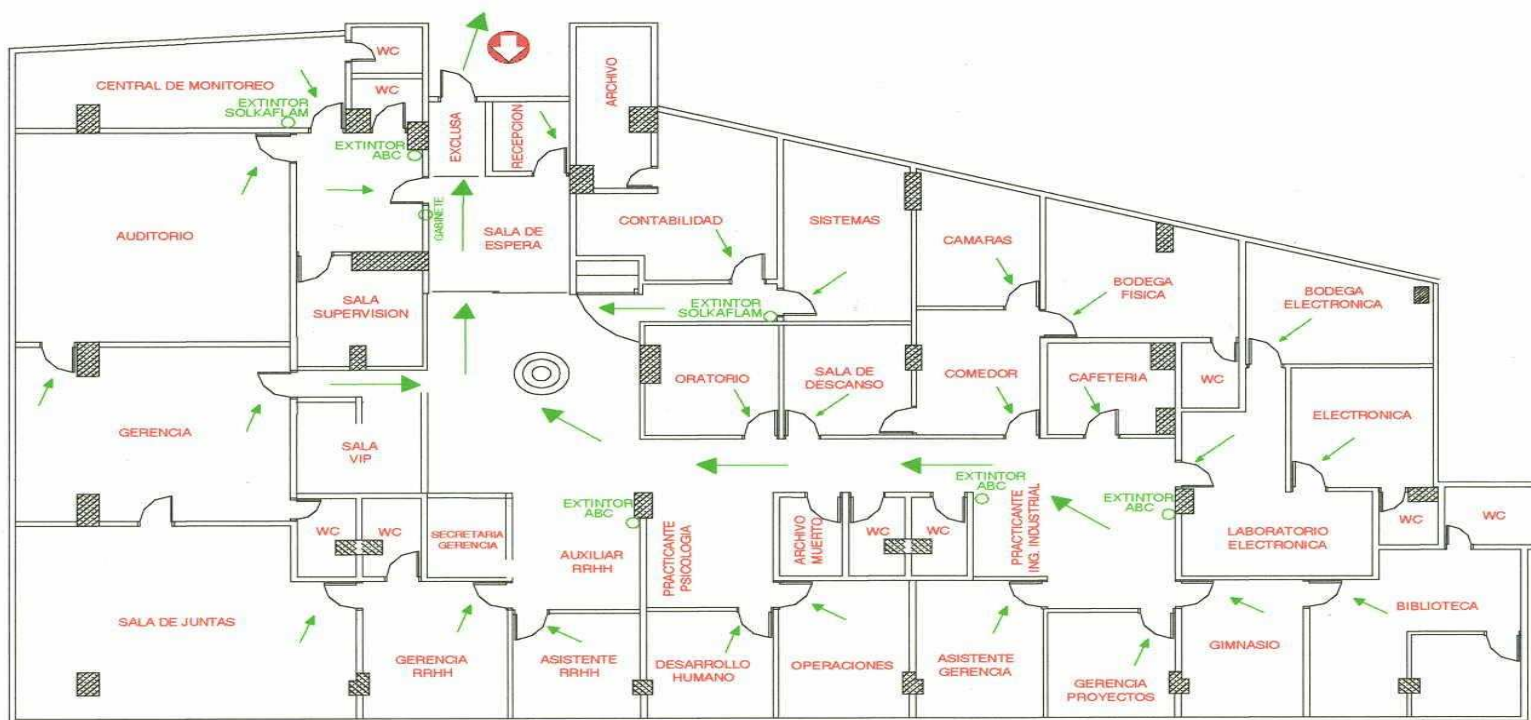 WC
CENTRAL DE MONITOREO
EXTINTOR
SOLKAFLAM
WC
EXTINTOR
ABC
EXCLUSA
RECEPCION
ARCHIVO
GABINETE
AUDITORIO
SALA DE
ESPERA
CONTABILIDAD
SISTEMAS
CAMARAS
BODEGA
FISICA
BODEGA
ELECTRONICA
SALA
SUPERVISION
EXTINTOR
SOLKAFLAM
ORATORIO
SALA DE
DESCANSO
COMEDOR
CAFETERIA
WC
ELECTRONICA
GERENCIA
SALA
VIP
EXTINTOR
ABC
EXTINTOR
ABC
EXTINTOR
ABC
WC
WC
SECRETARIA
GERENCIA
AUXILIAR
RRHH
PRACTICANTE
PSICOLOGIA
ARCHIVO
MUERTO
WC
WC
PRACTICANTE
ING. INDUSTRIAL
LABORATORIO
ELECTRONICA
WC
WC
SALA DE JUNTAS
GERENCIA
RRHH
ASISTENTE
RRHH
DESARROLLO
HUMANO
OPERACIONES
ASISTENTE
GERENCIA
GERENCIA
PROYECTOS
GIMNASIO
BIBLIOTECA